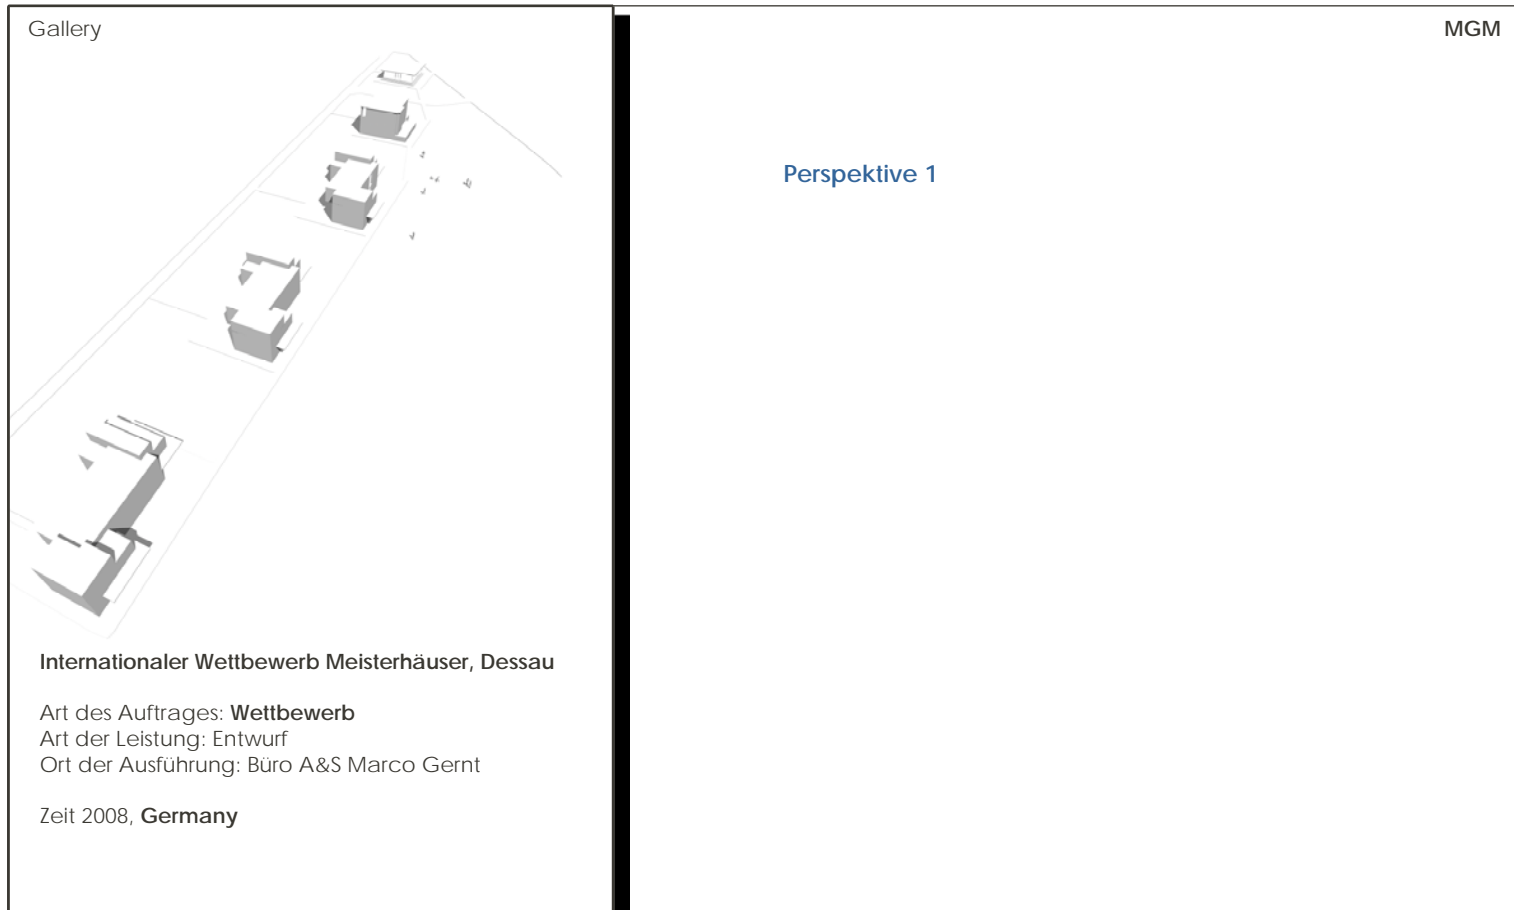 Gallery
MGM
Perspektive 1
Internationaler Wettbewerb Meisterhäuser, Dessau
Art des Auftrages: Wettbewerb
Art der Leistung: Entwurf
Ort der Ausführung: Büro A&S Marco Gernt
Zeit 2008, Germany